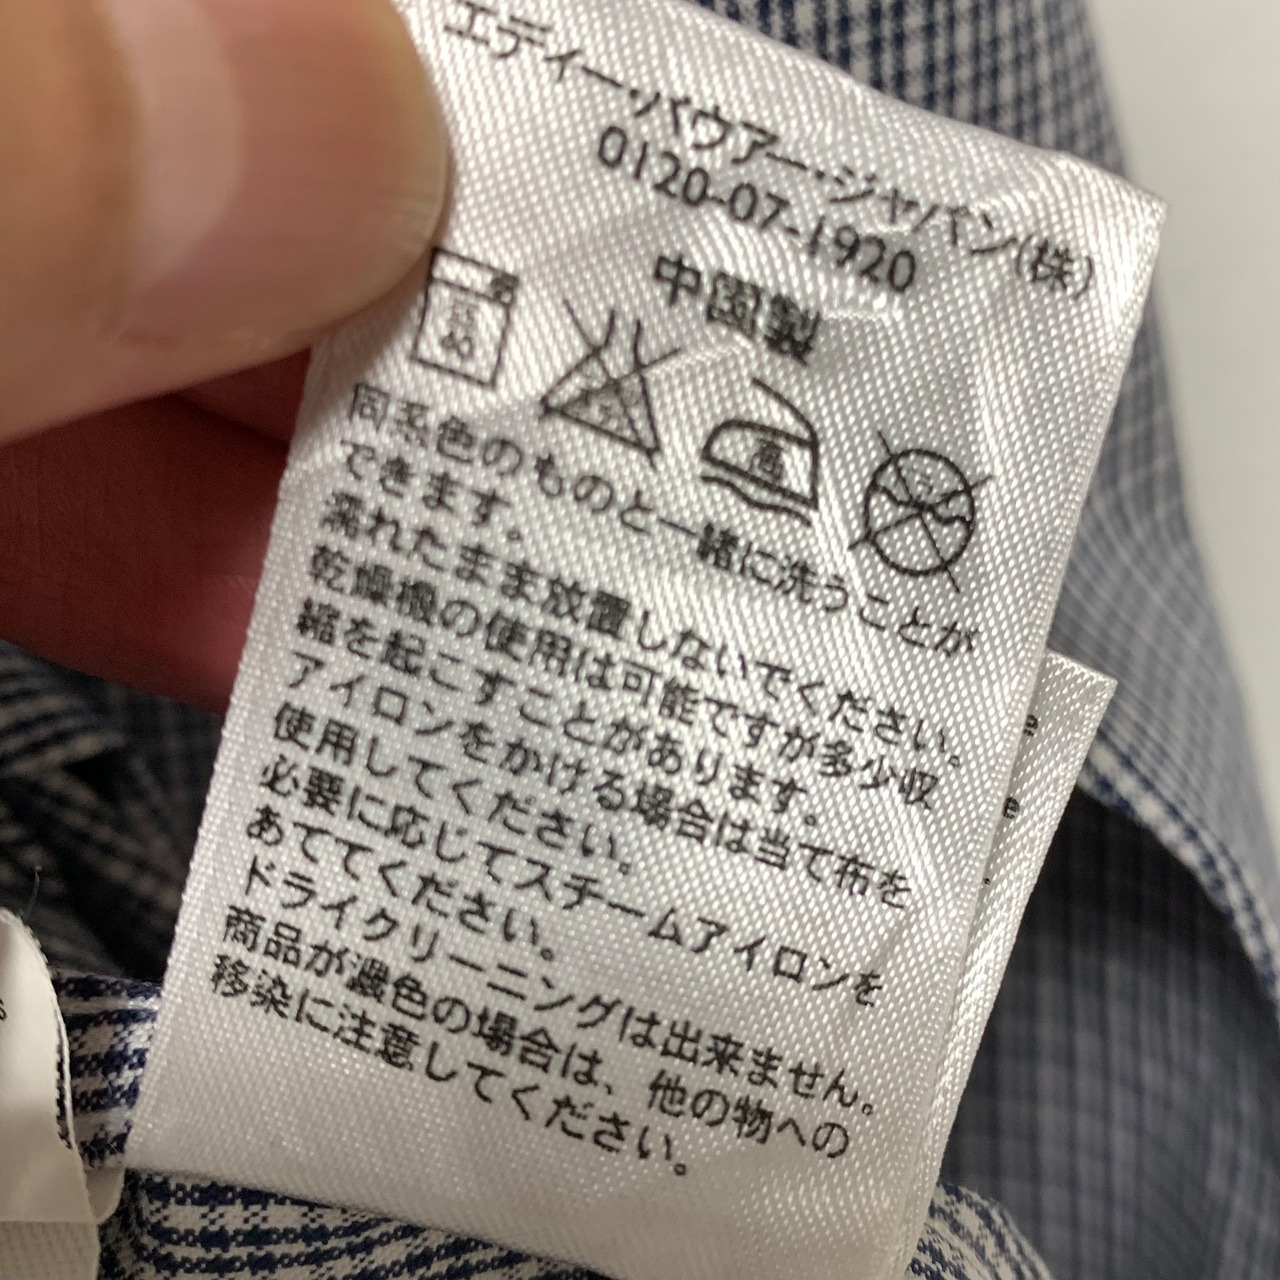 エディー・バウアー・ジャパン(株)
0120-07-1920
中国製
40
高
同系色のものと一緒に洗うことが
できます。
濡れたまま放置しないでください。
乾燥機の使用は可能ですが多少収
縮を起こすことがあります。
アイロンをかける場合は当て布を
使用してください。
必要に応じてスチームアイロンを
あててください。
ドライクリーニングは出来ません。
商品が濃色の場合は、他の物への
移染に注意してください。
e
e